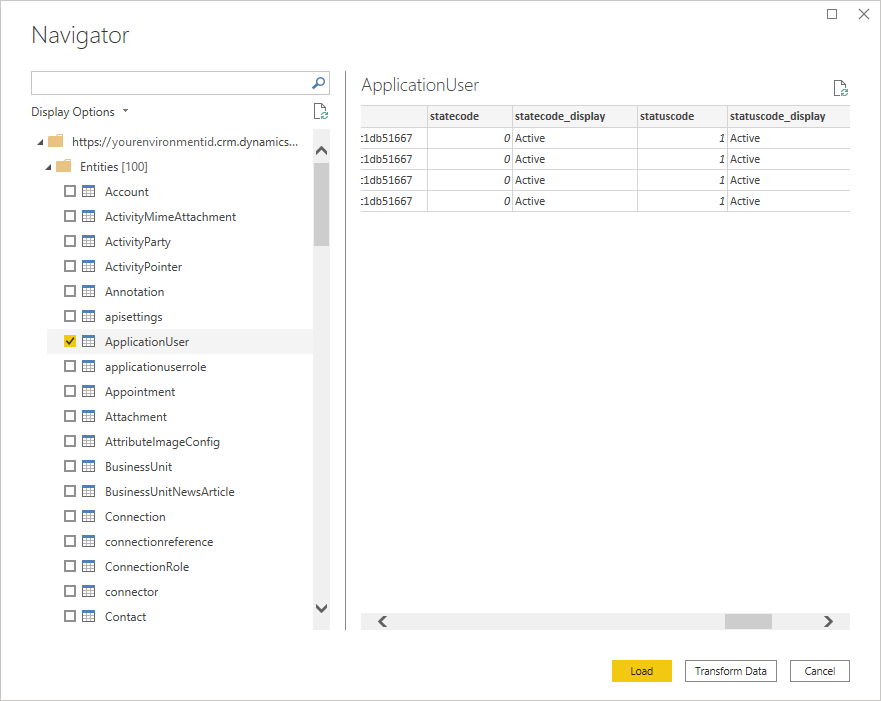 Navigator
Display Options
https://yourenvironmentid.crm.dynamics...
Entities [100]
Account
ActivityMimeAttachment
ActivityParty
ActivityPointer
Annotation
apisettings
ApplicationUser
applicationuserrole
Appointment
Attachment
AttributeImageConfig
BusinessUnit
BusinessUnitNewsArticle
Connection
connectionreference
ConnectionRole
connector
Contact
ApplicationUser
statecode statecode_display statuscode statuscode_display
:1db51667 0 Active 1 Active
:1db51667 0 Active 1 Active
:1db51667 0 Active 1 Active
:1db51667 0 Active 1 Active
Load Transform Data Cancel